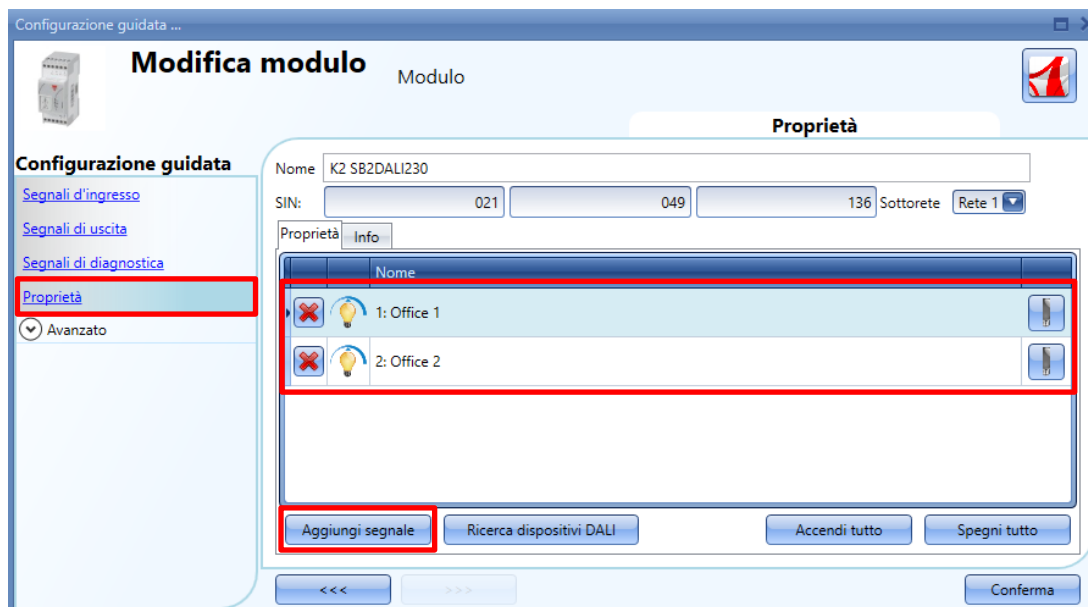 Configurazione guidata ...
Modifica modulo
Modulo
Proprietà
Configurazione guidata
Segnali d'ingresso
Segnali di uscita
Segnali di diagnostica
Proprietà
Avanzato
Nome K2 SB2DALI230
SIN: 021 049 136 Sottorete Rete 1
Proprietà Info
Nome
1: Office 1
2: Office 2
Aggiungi segnale Ricerca dispositivi DALI Accendi tutto Spegni tutto
<<< >>> Conferma